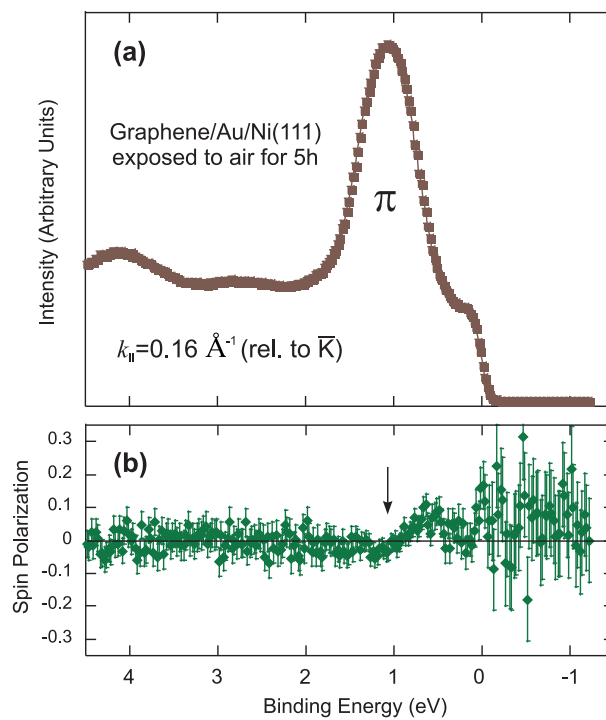 (a)
Graphene/Au/Ni(111)
exposed to air for 5h
π
k||=0.16 Å-1 (rel. to K̅)
Intensity (Arbitrary Units)
(b)
0.3
0.2
0.1
0
-0.1
-0.2
-0.3
Spin Polarization
4 3 2 1 0 -1
Binding Energy (eV)